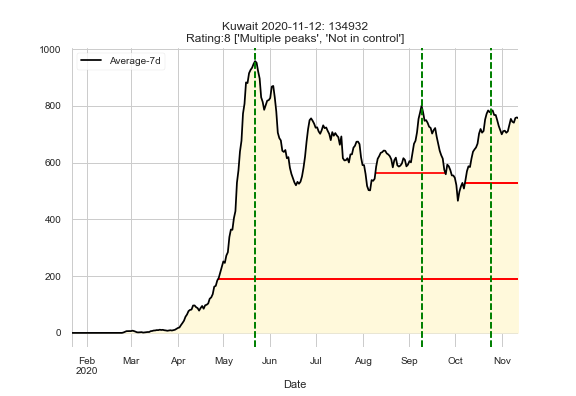 Kuwait 2020-11-12: 134932
Rating:8 ['Multiple peaks', 'Not in control']
1000
Average-7d
800
600
400
200
0
Feb Mar Apr May Jun Jul Aug Sep Oct Nov
2020
Date